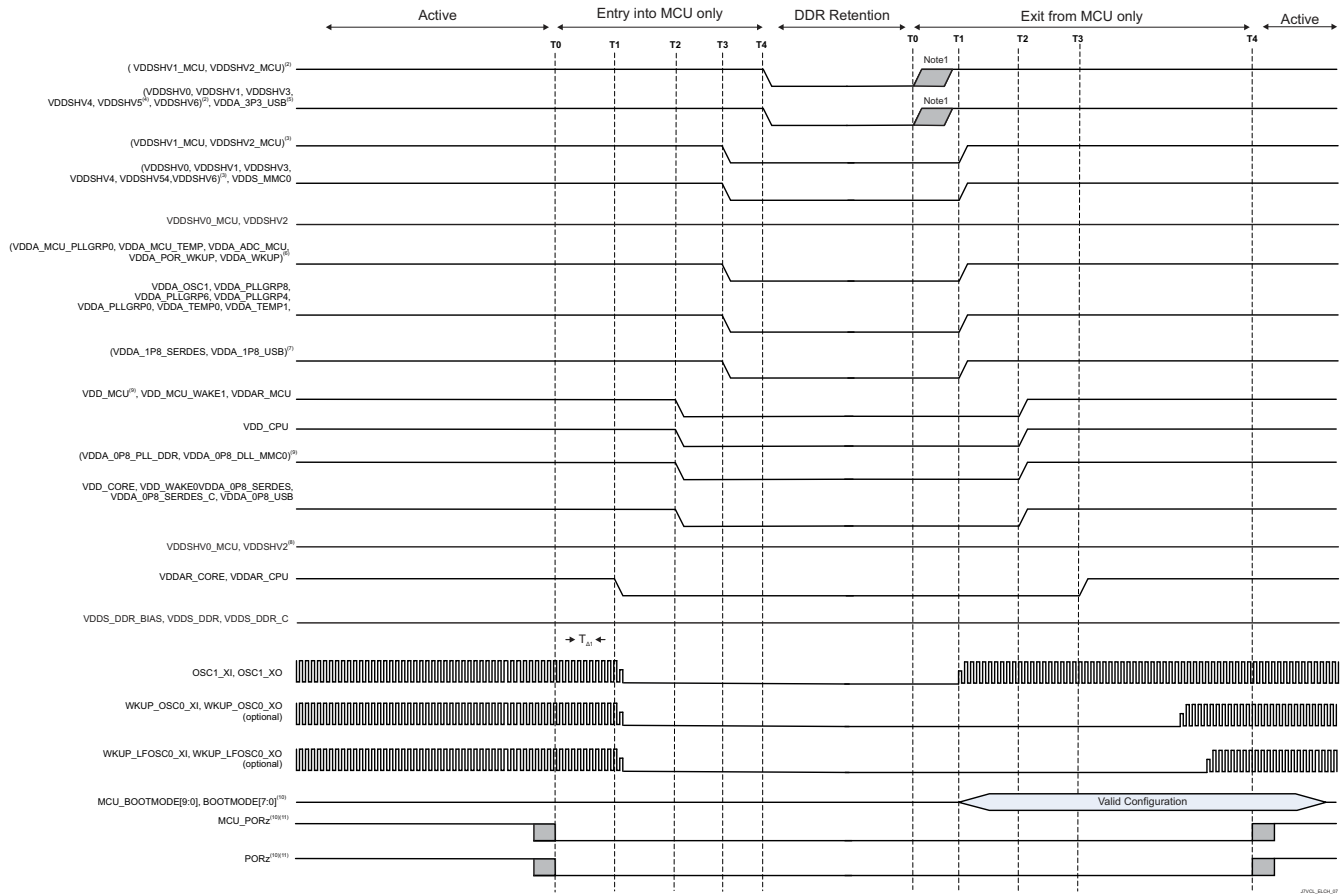 Active
Entry into MCU only
DDR Retention
Exit from MCU only
Active
T0
T1
T2
T3
T4
T0
T1
T2
T3
T4
( VDDSHV1_MCU, VDDSHV2_MCU)(2)
Note1
(VDDSHV0, VDDSHV1, VDDSHV3,
VDDSHV4, VDDSHV5(4), VDDSHV6)(2), VDDA_3P3_USB(5)
Note1
(VDDSHV1_MCU, VDDSHV2_MCU)(3)
(VDDSHV0, VDDSHV1, VDDSHV3,
VDDSHV4, VDDSHV54,VDDSHV6)(3), VDDS_MMC0
VDDSHV0_MCU, VDDSHV2
(VDDA_MCU_PLLGRP0, VDDA_MCU_TEMP, VDDA_ADC_MCU,
VDDA_POR_WKUP, VDDA_WKUP)(6)
VDDA_OSC1, VDDA_PLLGRP8,
VDDA_PLLGRP6, VDDA_PLLGRP4,
VDDA_PLLGRP0, VDDA_TEMP0, VDDA_TEMP1,
(VDDA_1P8_SERDES, VDDA_1P8_USB)(7)
VDD_MCU(9), VDD_MCU_WAKE1, VDDAR_MCU
VDD_CPU
(VDDA_0P8_PLL_DDR, VDDA_0P8_DLL_MMC0)(9)
VDD_CORE, VDD_WAKE0VDDA_0P8_SERDES,
VDDA_0P8_SERDES_C, VDDA_0P8_USB
VDDSHV0_MCU, VDDSHV2(8)
VDDAR_CORE, VDDAR_CPU
VDDS_DDR_BIAS, VDDS_DDR, VDDS_DDR_C
TΔ1
OSC1_XI, OSC1_XO
WKUP_OSC0_XI, WKUP_OSC0_XO
(optional)
WKUP_LFOSC0_XI, WKUP_LFOSC0_XO
(optional)
MCU_BOOTMODE[9:0], BOOTMODE[7:0](10)
Valid Configuration
MCU_PORz(10)(11)
PORz(10)(11)
J7VCL_ELCH_07